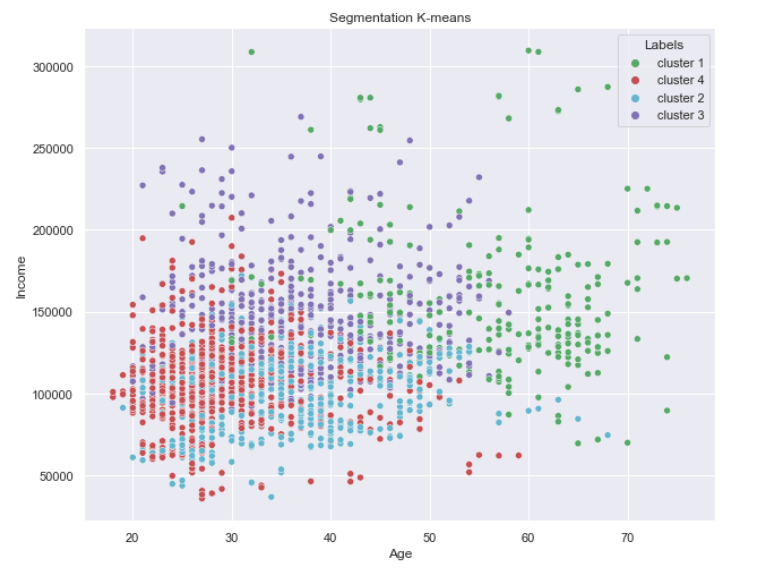 Segmentation K-means
Labels
cluster 1
cluster 4
cluster 2
cluster 3
300000
250000
200000
150000
100000
50000
Income
20 30 40 50 60 70
Age